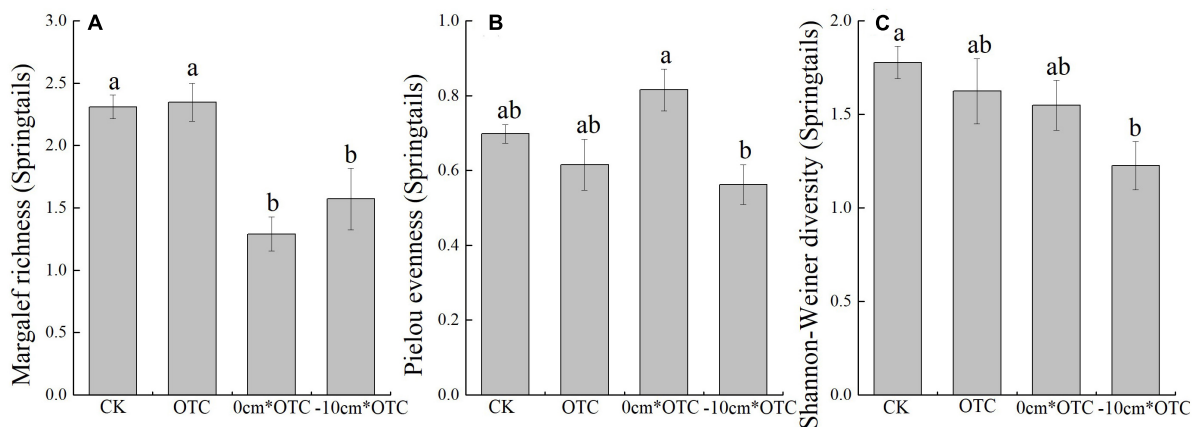 A
Margalef richness (Springtails)
3.0
2.5
2.0
1.5
1.0
0.5
0.0
a
a
b
b
CK
OTC
0cm*OTC
-10cm*OTC
B
Pielou evenness (Springtails)
1.0
0.8
0.6
0.4
0.2
0.0
ab
ab
a
b
CK
OTC
0cm*OTC
-10cm*OTC
C
Shannon-Weiner diversity (Springtails)
2.0
1.5
1.0
0.5
0.0
a
ab
ab
b
CK
OTC
0cm*OTC
-10cm*OTC